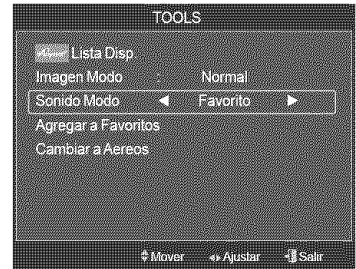 TOOLS
Lista Disp.
Imagen Modo : Normal
Sonido Modo ◄ Favorito ►
Agregar a Favoritos
Cambiar a Aereos
Mover Ajustar Salir